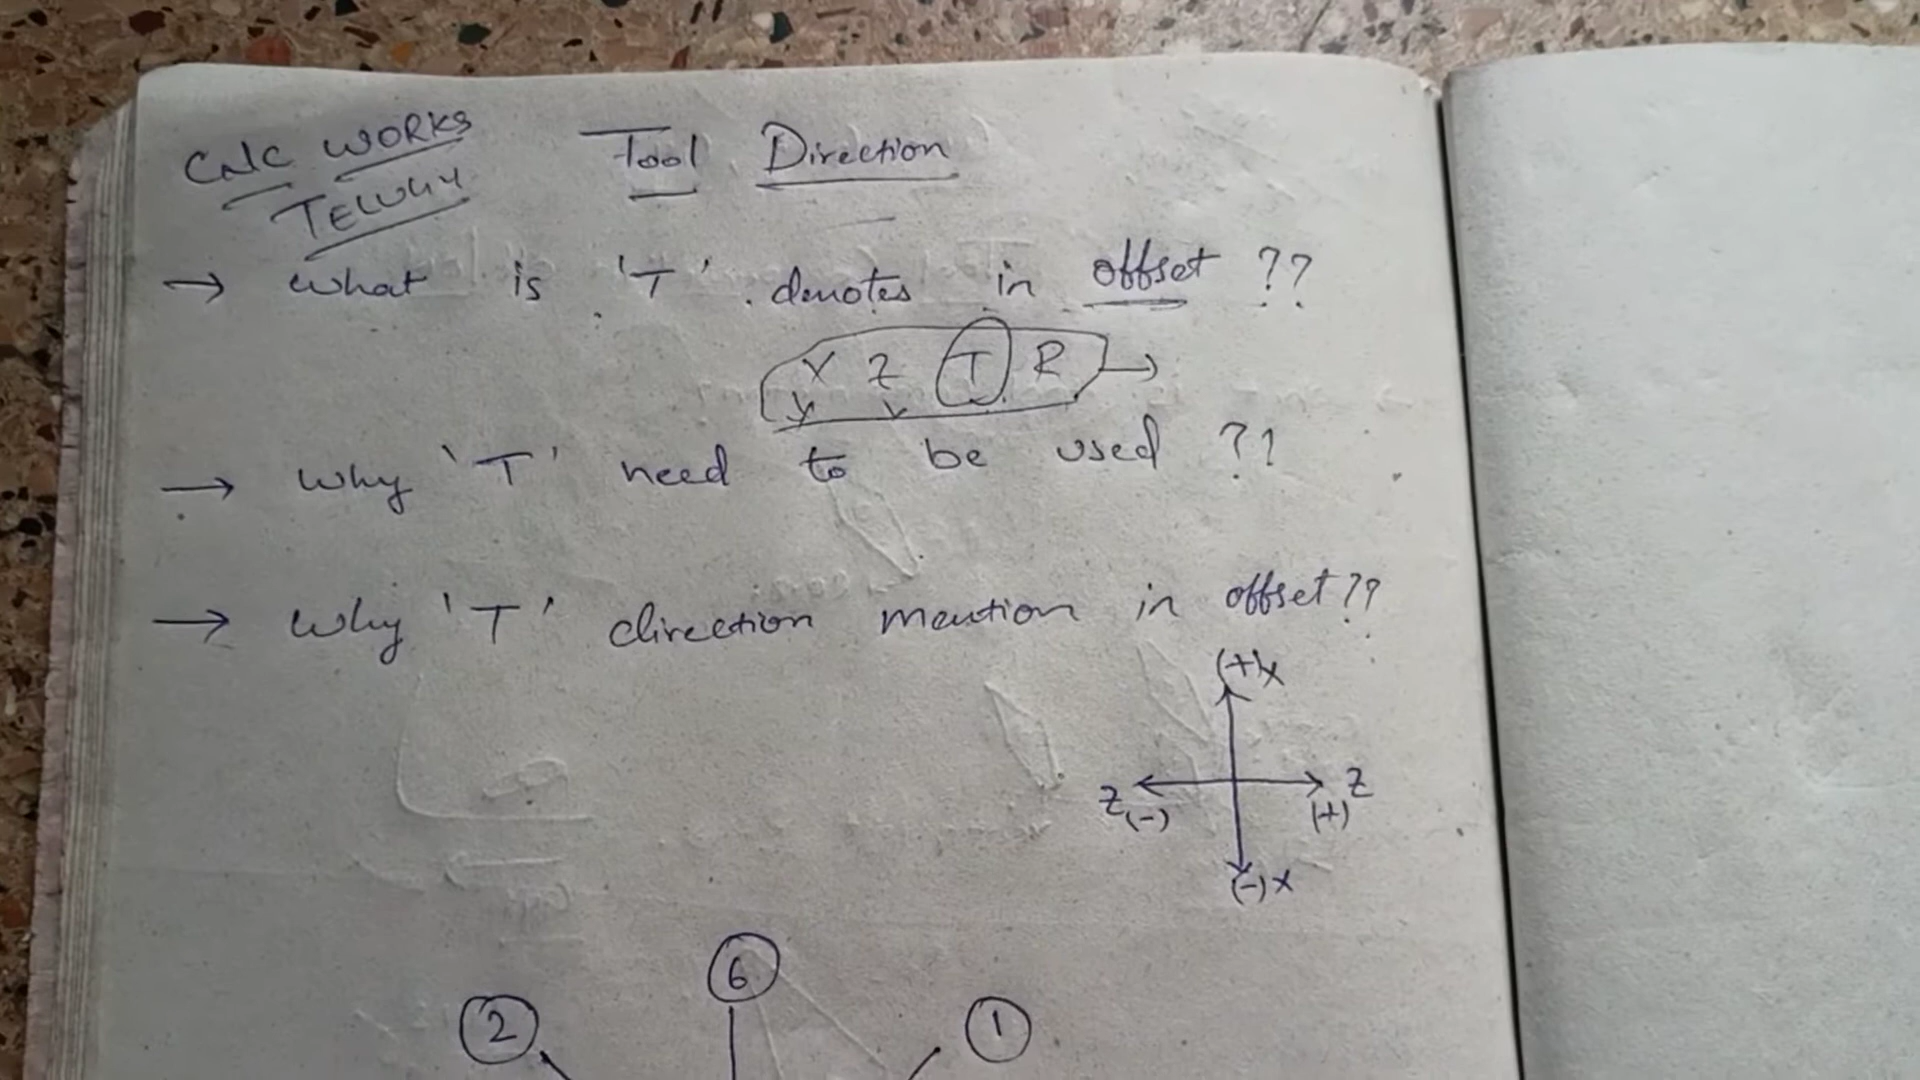 CNC WORKS
TELUGU
Tool Direction
→ what is 'T' denotes in offset ??
X Z T R →
→ why 'T' need to be used ??
→ why 'T' direction mention in offset ??
(+)x
Z (-)
Z (+)
(-)x
6
2
1